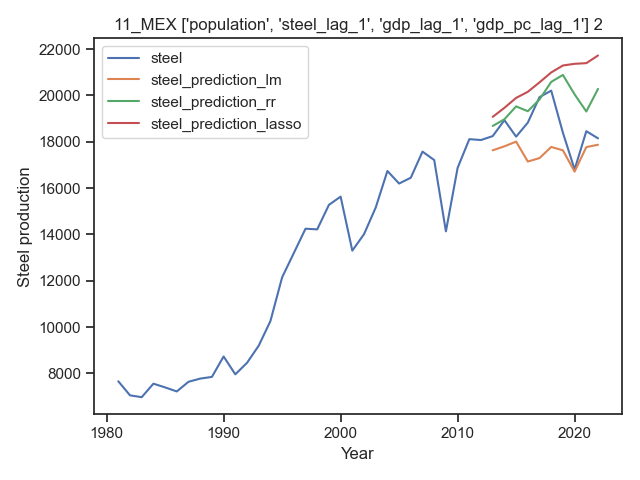 11_MEX ['population', 'steel_lag_1', 'gdp_lag_1', 'gdp_pc_lag_1'] 2
steel
steel_prediction_lm
steel_prediction_rr
steel_prediction_lasso
22000
20000
18000
16000
14000
12000
10000
8000
Steel production
1980
1990
2000
2010
2020
Year